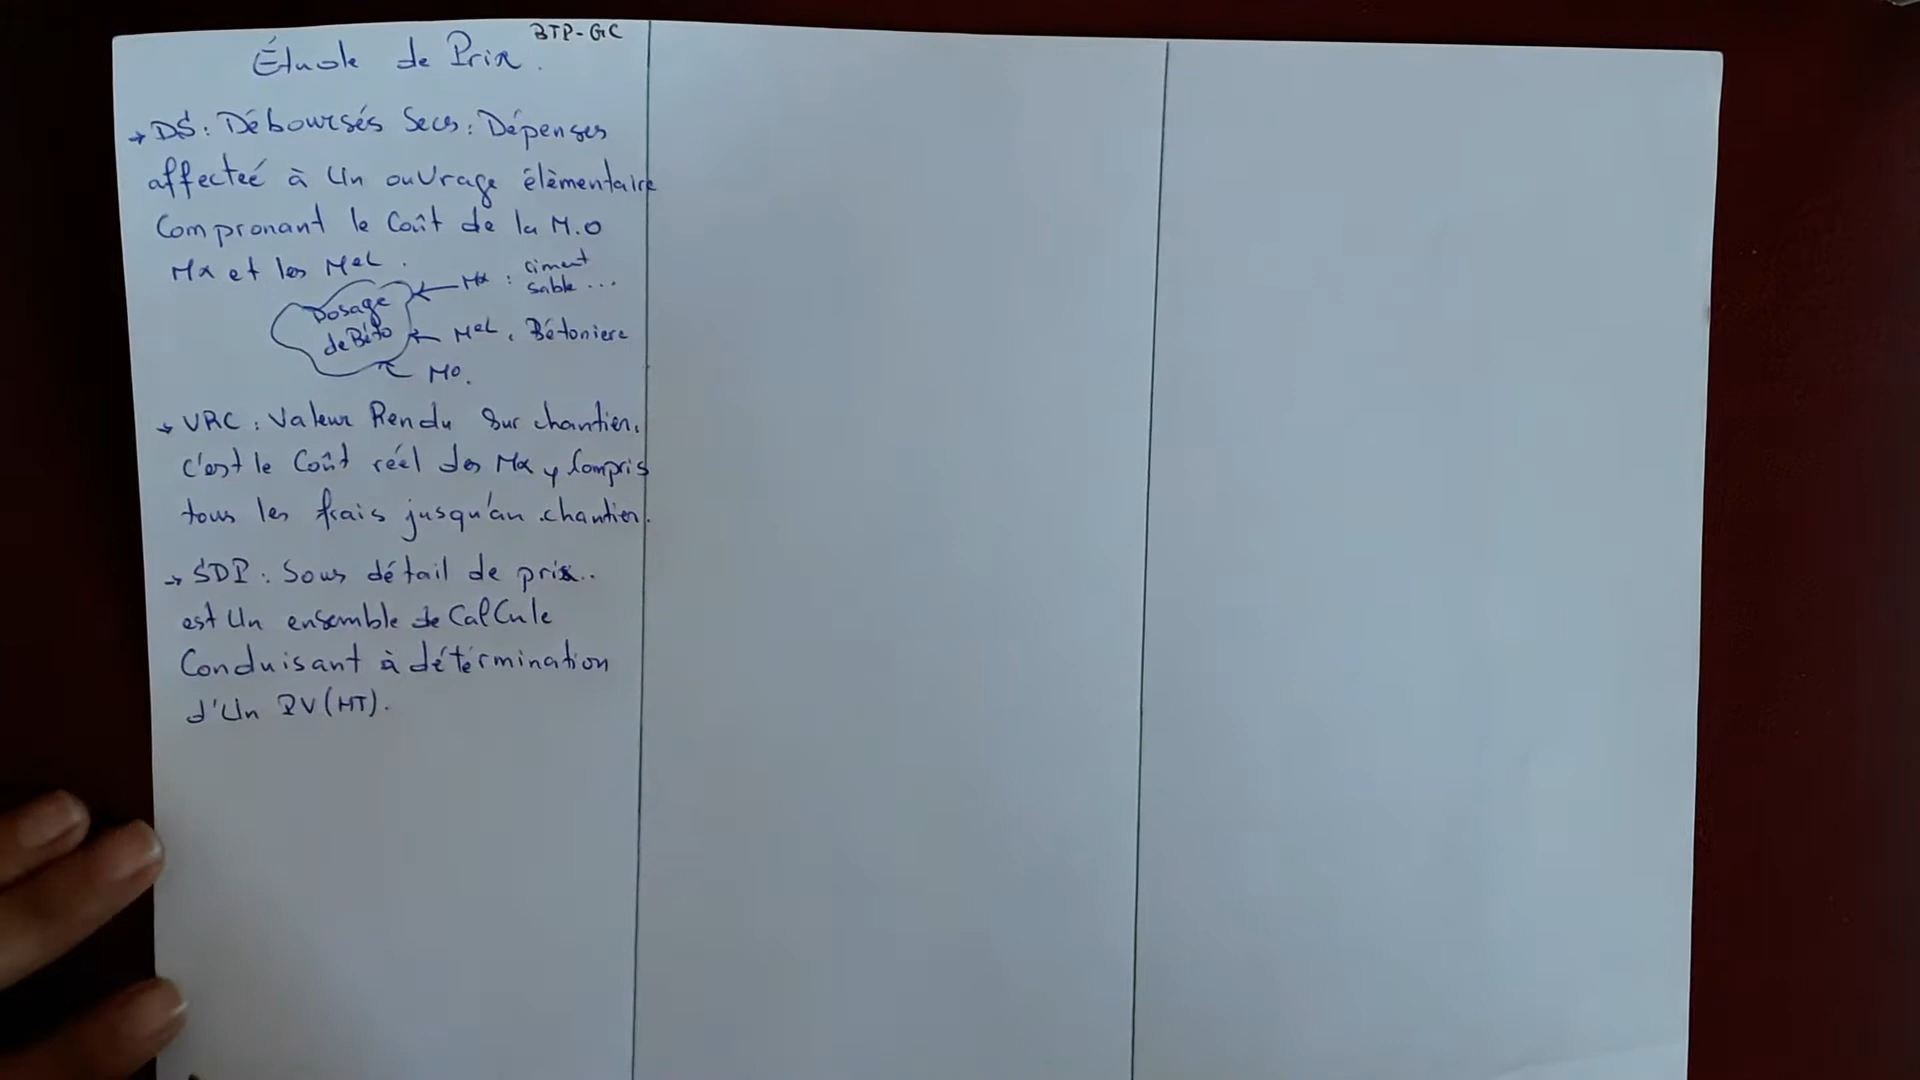 BTP-GC
Étude de Prix.
→ DS : Déboursés Secs : Dépenses
affecteé à Un ouvrage élèmentaire
Compronant le Coût de la M.O
Mx et les Mel.
Dosage
de Béto
← Mx : ciment
sable...
← Mel. Bétoniere
MO.
→ VRC : Valeur Rendu Sur chantier.
c'est le Coût réel des Mx y Compris
tous les frais jusqu'au chantier.
→ SDP : Sous détail de prix..
est Un ensemble de CalCule
Conduisant à détérmination
d'Un PV(HT).